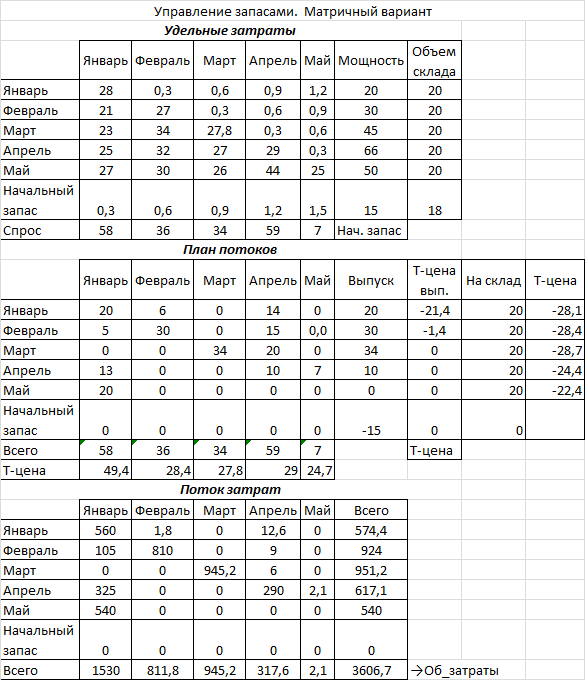 Управление запасами. Матричный вариант
Удельные затраты
Январь Февраль Март Апрель Май Мощность Объем склада
Январь 28 0,3 0,6 0,9 1,2 20 20
Февраль 21 27 0,3 0,6 0,9 30 20
Март 23 34 27,8 0,3 0,6 45 20
Апрель 25 32 27 29 0,3 66 20
Май 27 30 26 44 25 50 20
Начальный
запас 0,3 0,6 0,9 1,2 1,5 15 18
Спрос 58 36 34 59 7 Нач. запас
План потоков
Январь Февраль Март Апрель Май Выпуск Т-цена вып. На склад Т-цена
Январь 20 6 0 14 0 20 -21,4 20 -28,1
Февраль 5 30 0 15 0,0 30 -1,4 20 -28,4
Март 0 0 34 20 0 34 0 20 -28,7
Апрель 13 0 0 10 7 10 0 20 -24,4
Май 20 0 0 0 0 0 0 20 -22,4
Начальный
запас 0 0 0 0 0 -15 0 0
Всего 58 36 34 59 7 Т-цена
Т-цена 49,4 28,4 27,8 29 24,7
Поток затрат
Январь Февраль Март Апрель Май Всего
Январь 560 1,8 0 12,6 0 574,4
Февраль 105 810 0 9 0 924
Март 0 0 945,2 6 0 951,2
Апрель 325 0 0 290 2,1 617,1
Май 540 0 0 0 0 540
Начальный
запас 0 0 0 0 0 0
Всего 1530 811,8 945,2 317,6 2,1 3606,7 →Об_затраты